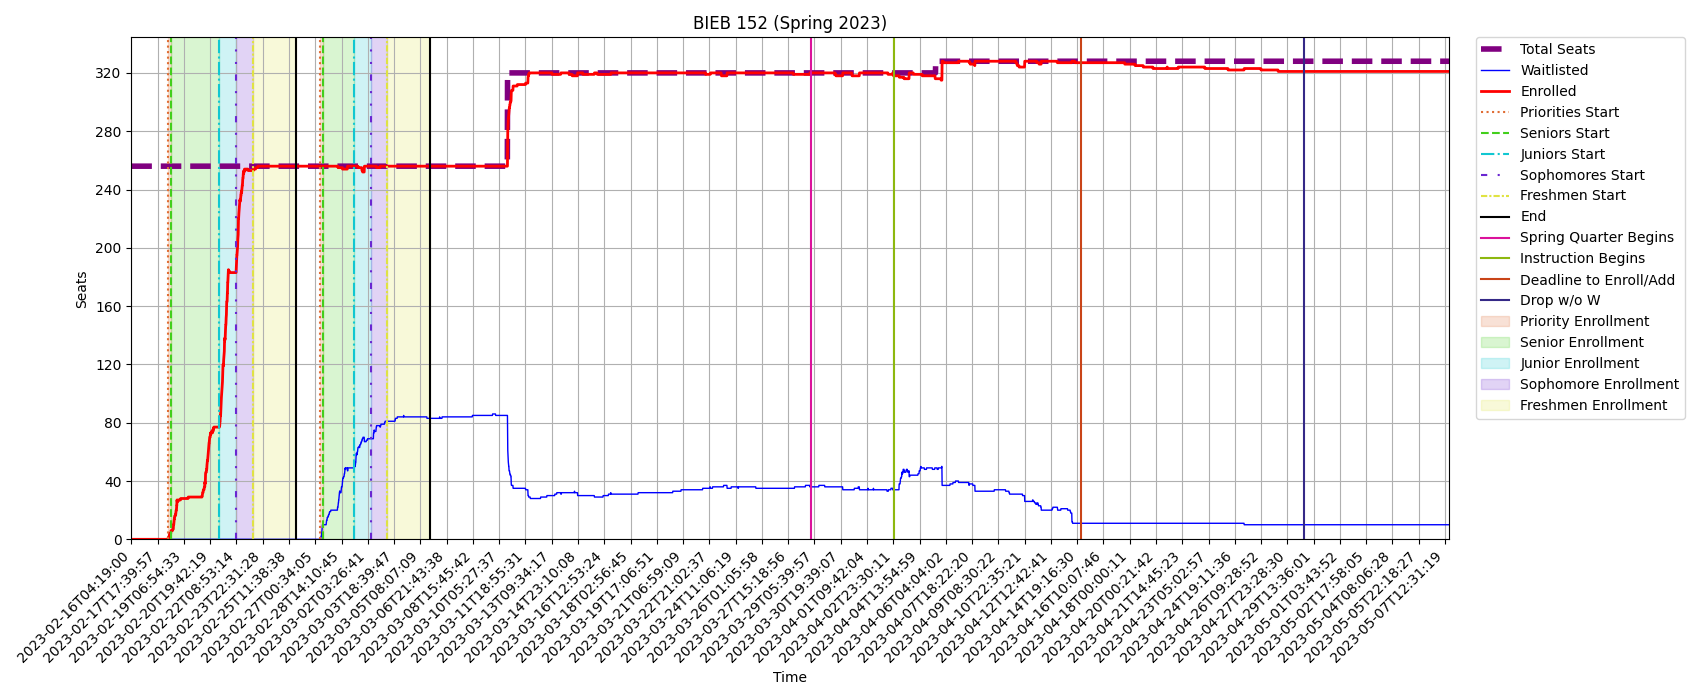 BIEB 152 (Spring 2023)
Seats
320
280
240
200
160
120
80
40
0
2023-02-16T04:19:00
2023-02-17T17:39:57
2023-02-19T06:54:33
2023-02-20T19:42:19
2023-02-22T08:53:14
2023-02-23T22:31:28
2023-02-25T11:38:38
2023-02-27T00:34:05
2023-02-28T14:10:45
2023-03-02T03:26:41
2023-03-03T18:39:47
2023-03-05T08:07:09
2023-03-06T21:43:38
2023-03-08T15:45:42
2023-03-10T05:27:37
2023-03-11T18:55:31
2023-03-13T09:34:17
2023-03-14T23:10:08
2023-03-16T12:53:24
2023-03-18T02:56:45
2023-03-19T17:06:51
2023-03-21T06:59:09
2023-03-22T21:02:37
2023-03-24T11:06:19
2023-03-26T01:05:58
2023-03-27T15:18:56
2023-03-29T05:39:57
2023-03-30T19:39:07
2023-04-01T09:42:04
2023-04-02T23:30:11
2023-04-04T13:54:59
2023-04-06T04:04:02
2023-04-07T18:22:20
2023-04-09T08:30:22
2023-04-10T22:35:21
2023-04-12T12:42:41
2023-04-14T19:16:30
2023-04-16T10:07:46
2023-04-18T00:00:11
2023-04-20T00:21:42
2023-04-21T14:45:23
2023-04-23T05:02:57
2023-04-24T19:11:36
2023-04-26T09:28:52
2023-04-27T23:28:30
2023-04-29T13:36:01
2023-05-01T03:43:52
2023-05-02T17:58:05
2023-05-04T08:06:28
2023-05-05T22:18:27
2023-05-07T12:31:19
Time
Total Seats
Waitlisted
Enrolled
Priorities Start
Seniors Start
Juniors Start
Sophomores Start
Freshmen Start
End
Spring Quarter Begins
Instruction Begins
Deadline to Enroll/Add
Drop w/o W
Priority Enrollment
Senior Enrollment
Junior Enrollment
Sophomore Enrollment
Freshmen Enrollment